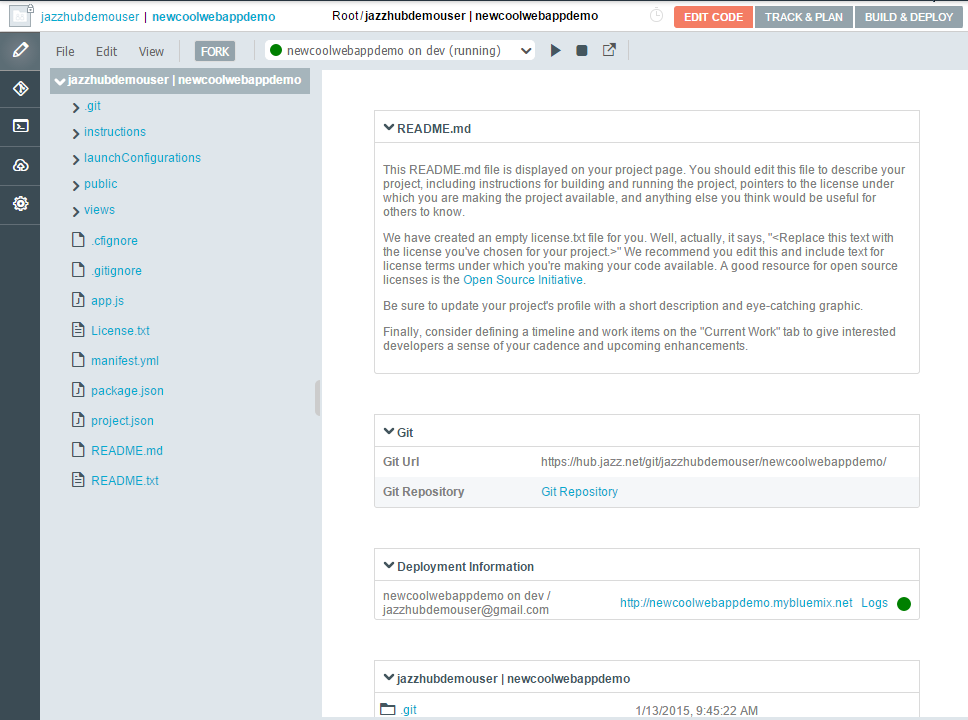 jazzhubdemouser | newcoolwebappdemo
Root/jazzhubdemouser | newcoolwebappdemo
EDIT CODE
TRACK & PLAN
BUILD & DEPLOY
File Edit View FORK
newcoolwebappdemo on dev (running)
jazzhubdemouser | newcoolwebappdemo
.git
instructions
launchConfigurations
public
views
.cfignore
.gitignore
app.js
License.txt
manifest.yml
package.json
project.json
README.md
README.txt
README.md
This README.md file is displayed on your project page. You should edit this file to describe your
project, including instructions for building and running the project, pointers to the license under
which you are making the project available, and anything else you think would be useful for
others to know.
We have created an empty license.txt file for you. Well, actually, it says, "<Replace this text with
the license you've chosen for your project.>" We recommend you edit this and include text for
license terms under which you're making your code available. A good resource for open source
licenses is the Open Source Initiative.
Be sure to update your project's profile with a short description and eye-catching graphic.
Finally, consider defining a timeline and work items on the "Current Work" tab to give interested
developers a sense of your cadence and upcoming enhancements.
Git
Git Url https://hub.jazz.net/git/jazzhubdemouser/newcoolwebappdemo/
Git Repository Git Repository
Deployment Information
newcoolwebappdemo on dev /
jazzhubdemouser@gmail.com
http://newcoolwebappdemo.mybluemix.net Logs
jazzhubdemouser | newcoolwebappdemo
.git 1/13/2015, 9:45:22 AM